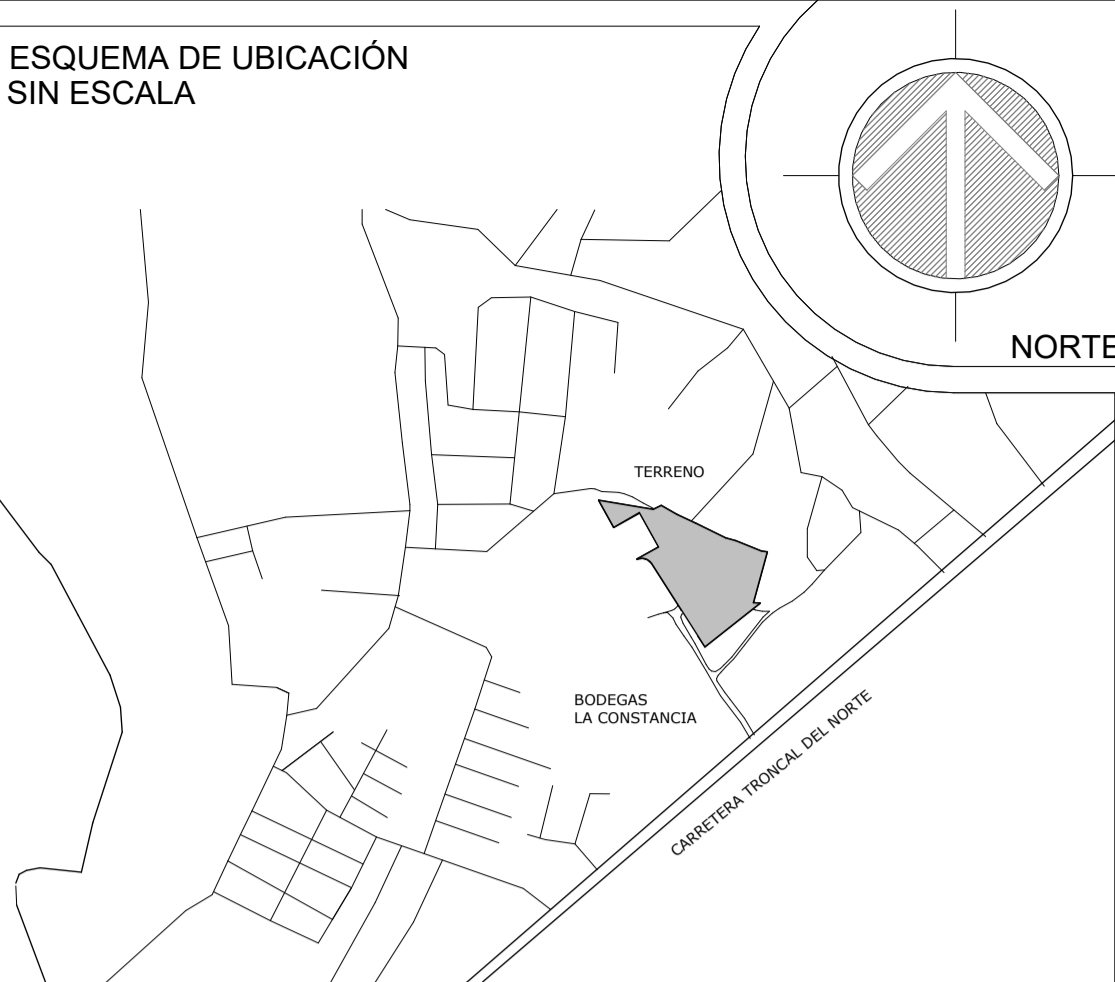 ESQUEMA DE UBICACIÓN
SIN ESCALA
NORTE
TERRENO
BODEGAS
LA CONSTANCIA
CARRETERA TRONCAL DEL NORTE